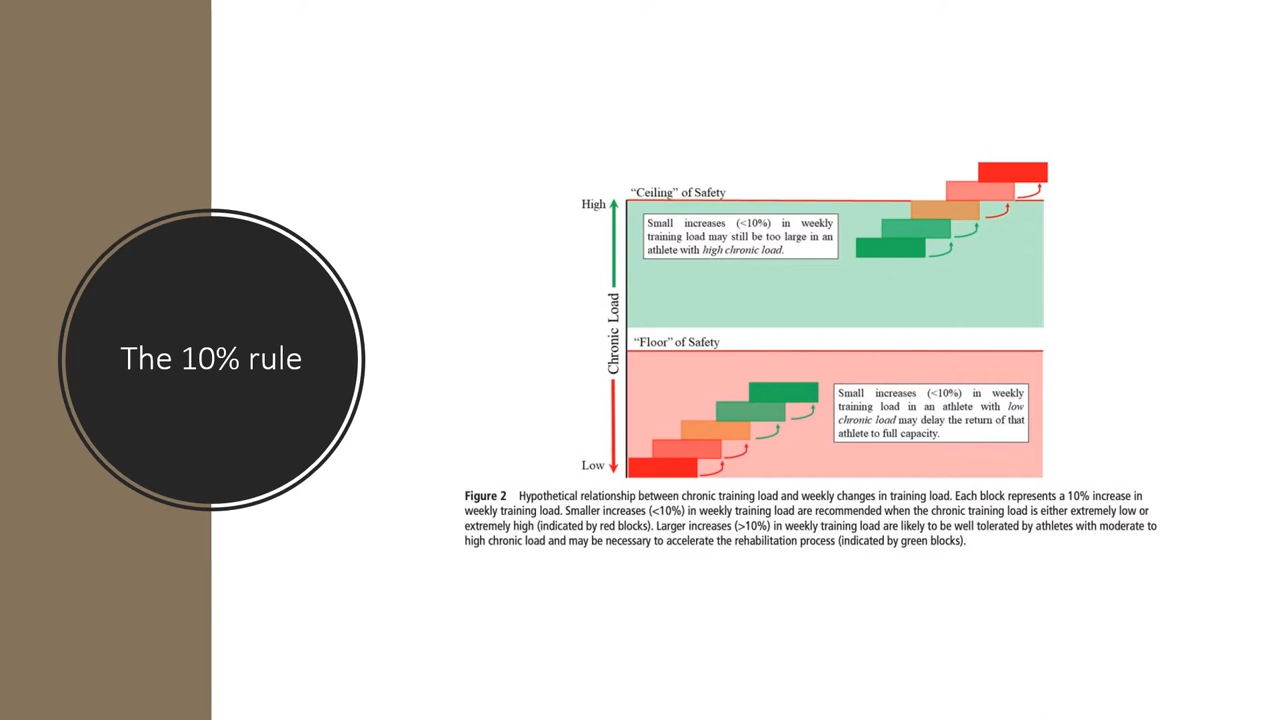 The 10% rule
“Ceiling” of Safety
High
Small increases (<10%) in weekly
training load may still be too large in an
athlete with high chronic load.
Chronic Load
“Floor” of Safety
Small increases (<10%) in weekly
training load in an athlete with low
chronic load may delay the return of that
athlete to full capacity.
Low
Figure 2 Hypothetical relationship between chronic training load and weekly changes in training load. Each block represents a 10% increase in
weekly training load. Smaller increases (<10%) in weekly training load are recommended when the chronic training load is either extremely low or
extremely high (indicated by red blocks). Larger increases (>10%) in weekly training load are likely to be well tolerated by athletes with moderate to
high chronic load and may be necessary to accelerate the rehabilitation process (indicated by green blocks).